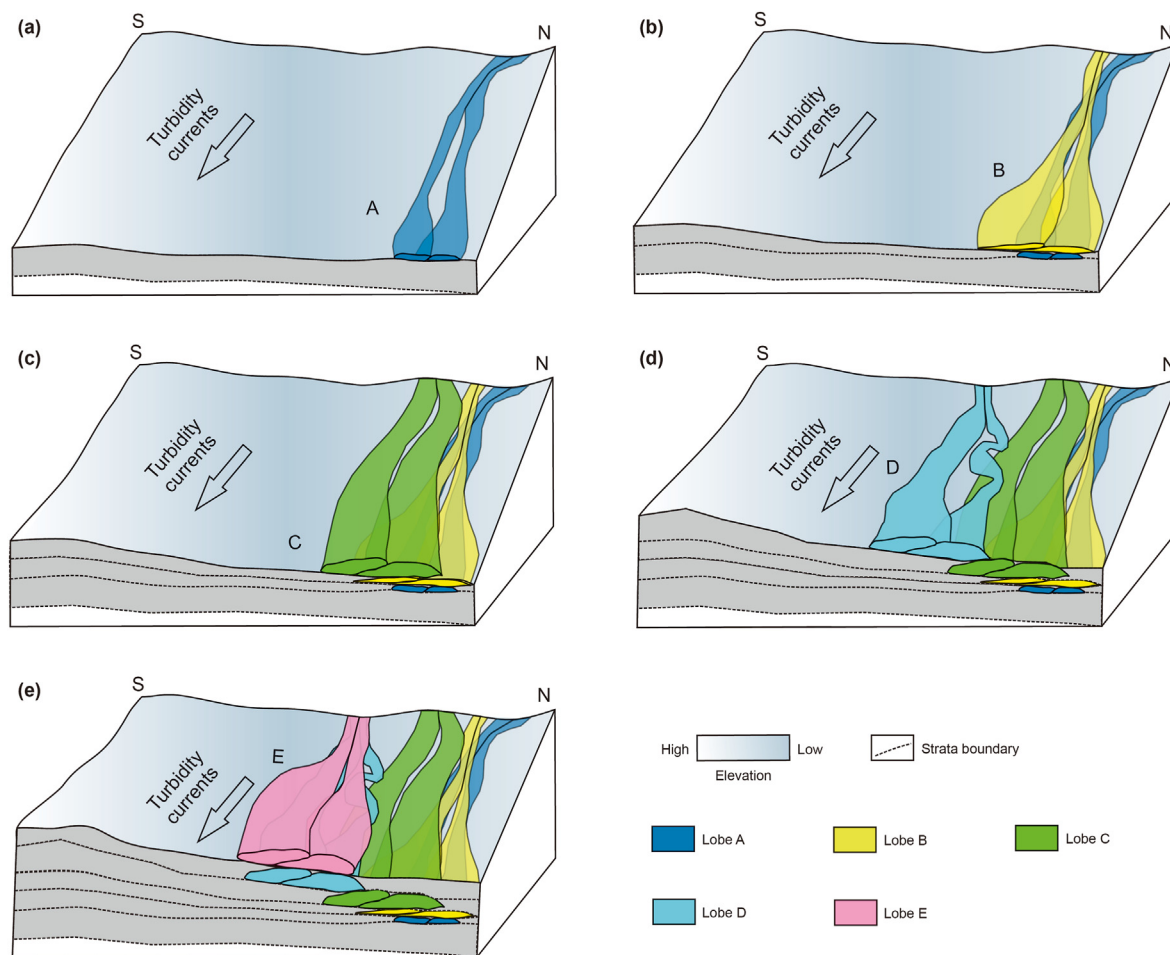 (a)
S
N
Turbidity
currents
A
(b)
S
N
Turbidity
currents
B
(c)
S
N
Turbidity
currents
C
(d)
S
N
Turbidity
currents
D
(e)
S
N
Turbidity
currents
E
High
Low
Elevation
Strata boundary
Lobe A
Lobe B
Lobe C
Lobe D
Lobe E